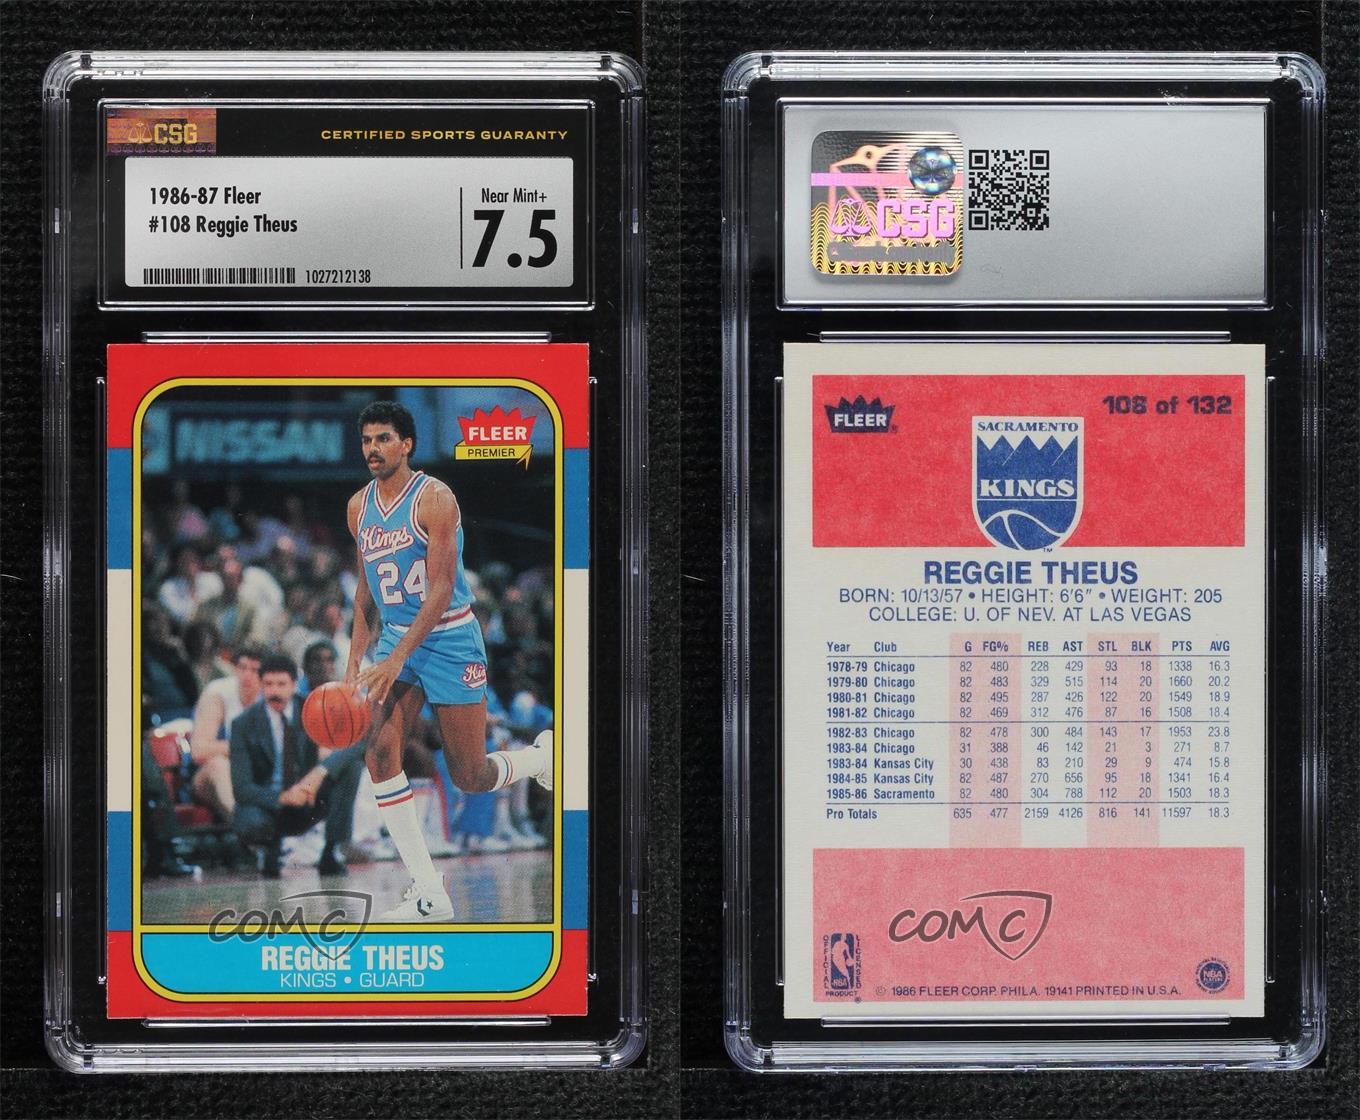 CSG
CERTIFIED SPORTS GUARANTY
1986-87 Fleer
#108 Reggie Theus
Near Mint+
7.5
1027212138
NISSAN
FLEER
PREMIER
Kings
24
COMC
REGGIE THEUS
KINGS • GUARD
CSG
FLEER
108 of 132
SACRAMENTO
KINGS
TM
REGGIE THEUS
BORN: 10/13/57 • HEIGHT: 6'6" • WEIGHT: 205
COLLEGE: U. OF NEV. AT LAS VEGAS
Year Club G FG% REB AST STL BLK PTS AVG
1978-79 Chicago 82 480 228 429 93 18 1338 16.3
1979-80 Chicago 82 483 329 515 114 20 1660 20.2
1980-81 Chicago 82 495 287 426 122 20 1549 18.9
1981-82 Chicago 82 469 312 476 87 16 1508 18.4
1982-83 Chicago 82 478 300 484 143 17 1953 23.8
1983-84 Chicago 31 388 46 142 21 3 271 8.7
1983-84 Kansas City 30 438 83 210 29 9 474 15.8
1984-85 Kansas City 82 487 270 656 95 18 1341 16.4
1985-86 Sacramento 82 480 304 788 112 20 1503 18.3
Pro Totals 635 477 2159 4126 816 141 11597 18.3
COMC
OFFICIAL
LICENSED
NBA
PRODUCT
NBA
© 1986 FLEER CORP. PHILA. 19141 PRINTED IN U.S.A.